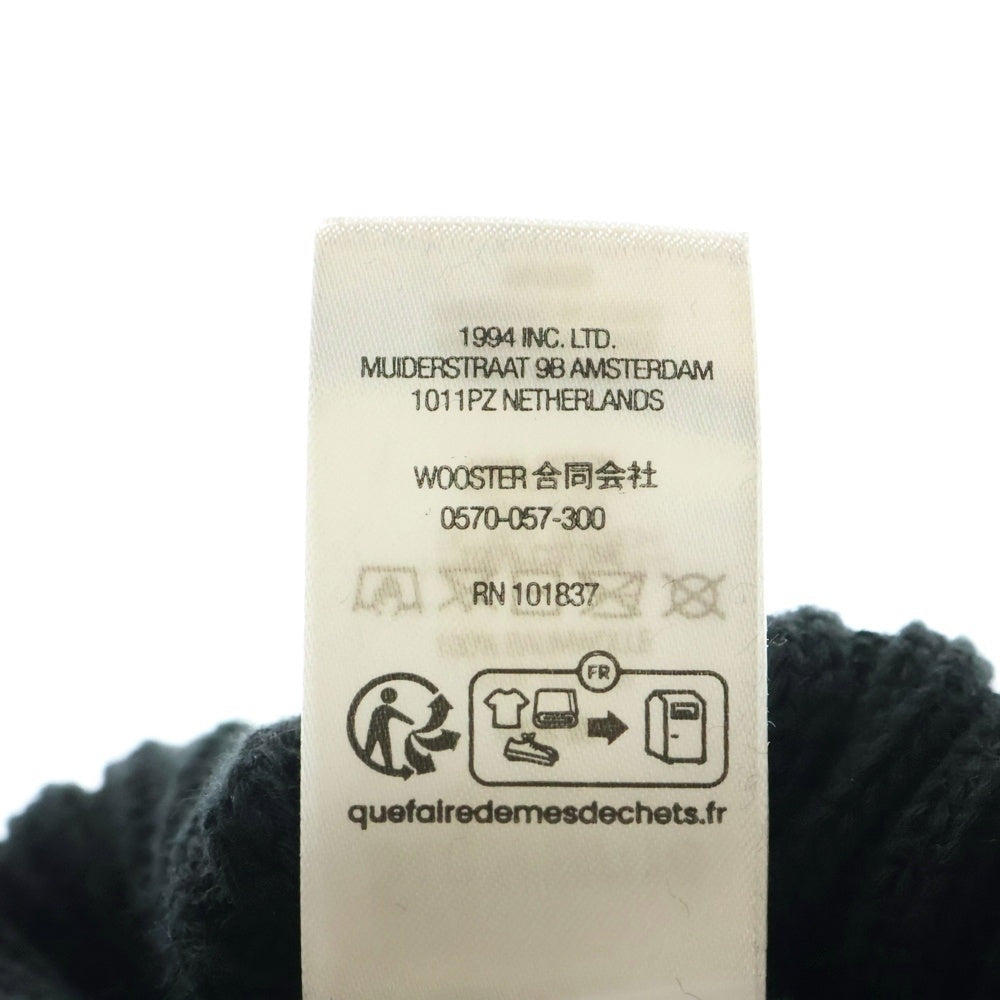 1994 INC. LTD.
MUIDERSTRAAT 9B AMSTERDAM
1011PZ NETHERLANDS
WOOSTER 合同会社
0570-057-300
RN 101837
FR
quefairedemesdechets.fr